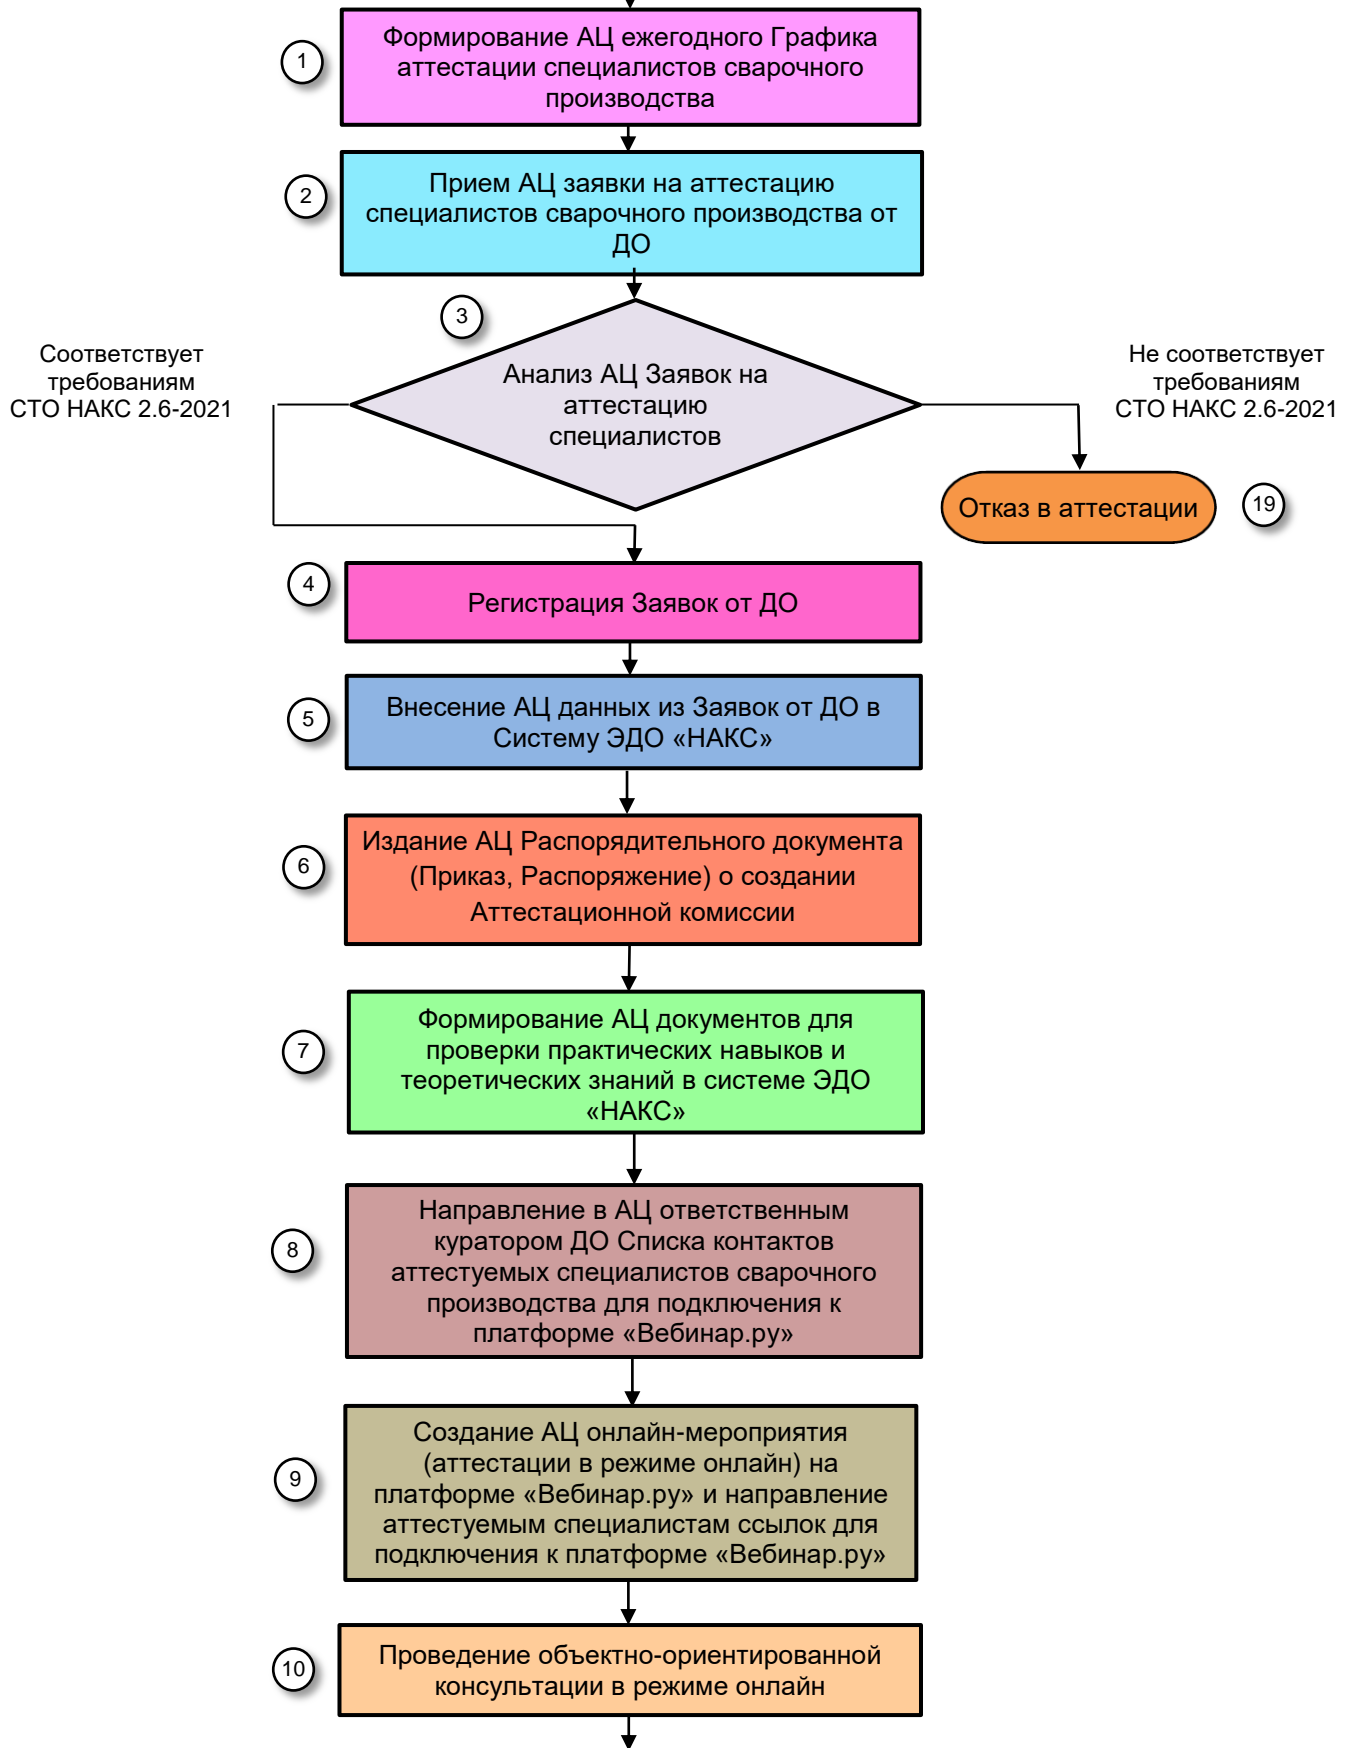 1
Формирование АЦ ежегодного Графика
аттестации специалистов сварочного
производства
2
Прием АЦ заявки на аттестацию
специалистов сварочного производства от
ДО
3
Соответствует
требованиям
СТО НАКС 2.6-2021
Анализ АЦ Заявок на
аттестацию
специалистов
Не соответствует
требованиям
СТО НАКС 2.6-2021
Отказ в аттестации
19
4
Регистрация Заявок от ДО
5
Внесение АЦ данных из Заявок от ДО в
Систему ЭДО «НАКС»
6
Издание АЦ Распорядительного документа
(Приказ, Распоряжение) о создании
Аттестационной комиссии
7
Формирование АЦ документов для
проверки практических навыков и
теоретических знаний в системе ЭДО
«НАКС»
8
Направление в АЦ ответственным
куратором ДО Списка контактов
аттестуемых специалистов сварочного
производства для подключения к
платформе «Вебинар.ру»
9
Создание АЦ онлайн-мероприятия
(аттестации в режиме онлайн) на
платформе «Вебинар.ру» и направление
аттестуемым специалистам ссылок для
подключения к платформе «Вебинар.ру»
10
Проведение объектно-ориентированной
консультации в режиме онлайн